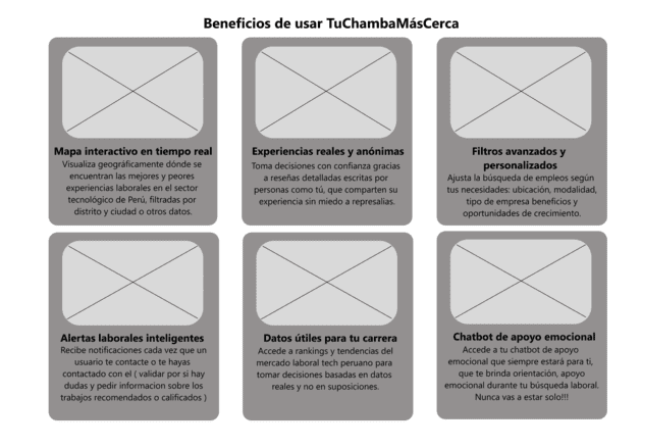 Beneficios de usar TuChambaMásCerca
Mapa interactivo en tiempo real
Visualiza geográficamente dónde se
encuentran las mejores y peores
experiencias laborales en el sector
tecnológico de Perú, filtradas por
distrito y ciudad o otros datos.
Experiencias reales y anónimas
Toma decisiones con confianza gracias
a reseñas detalladas escritas por
personas como tú, que comparten su
experiencia sin miedo a represalias.
Filtros avanzados y
personalizados
Ajusta la búsqueda de empleos según
tus necesidades: ubicación, modalidad,
tipo de empresa beneficios y
oportunidades de crecimiento.
Alertas laborales inteligentes
Recibe notificaciones cada vez que un
usuario te contacte o te hayas
contactado con el ( validar por si hay
dudas y pedir informacion sobre los
trabajos recomendados o calificados )
Datos útiles para tu carrera
Accede a rankings y tendencias del
mercado laboral tech peruano para
tomar decisiones basadas en datos
reales y no en suposiciones.
Chatbot de apoyo emocional
Accede a tu chatbot de apoyo
emocional que siempre estará para ti,
que te brinda orientación, apoyo
emocional durante tu búsqueda laboral.
Nunca vas a estar solo!!!